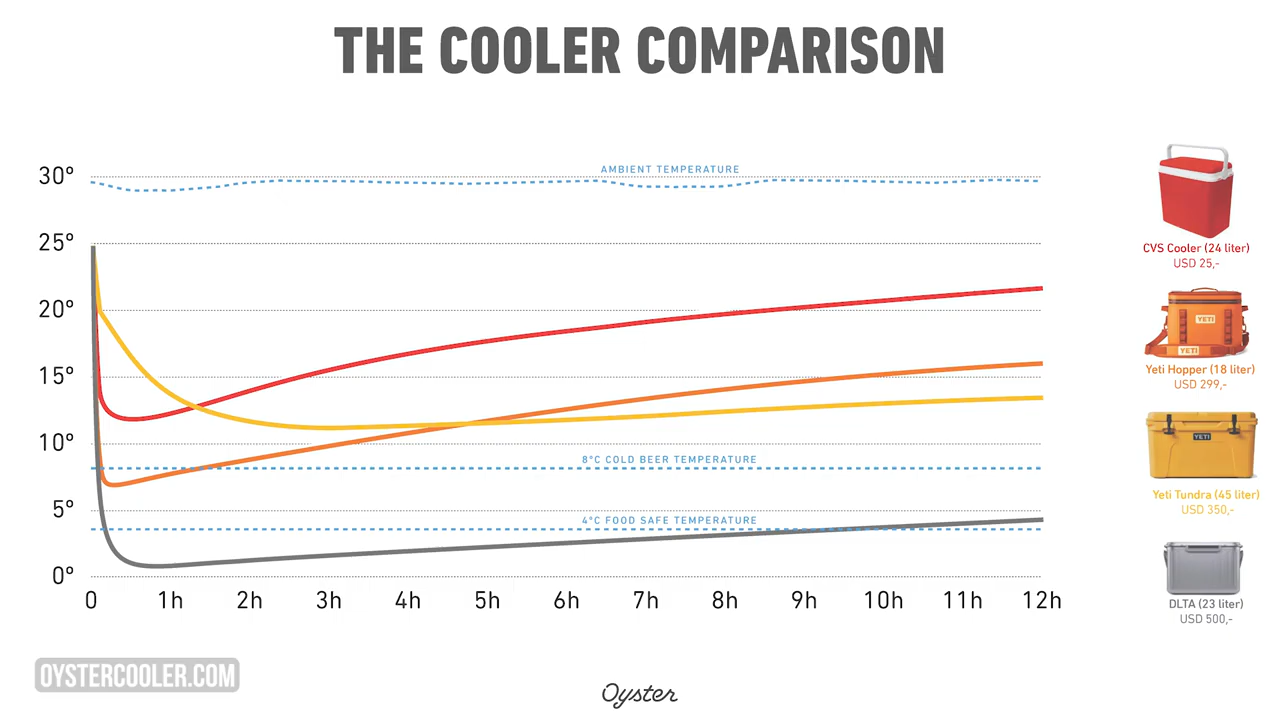 THE COOLER COMPARISON
30°
AMBIENT TEMPERATURE
25°
20°
15°
10°
8°C COLD BEER TEMPERATURE
5°
4°C FOOD SAFE TEMPERATURE
0°
0 1h 2h 3h 4h 5h 6h 7h 8h 9h 10h 11h 12h
CVS Cooler (24 liter)
USD 25,-
YETI
YETI
Yeti Hopper (18 liter)
USD 299,-
YETI
Yeti Tundra (45 liter)
USD 350,-
DLTA (23 liter)
USD 500,-
OYSTERCOOLER.COM
Oyster